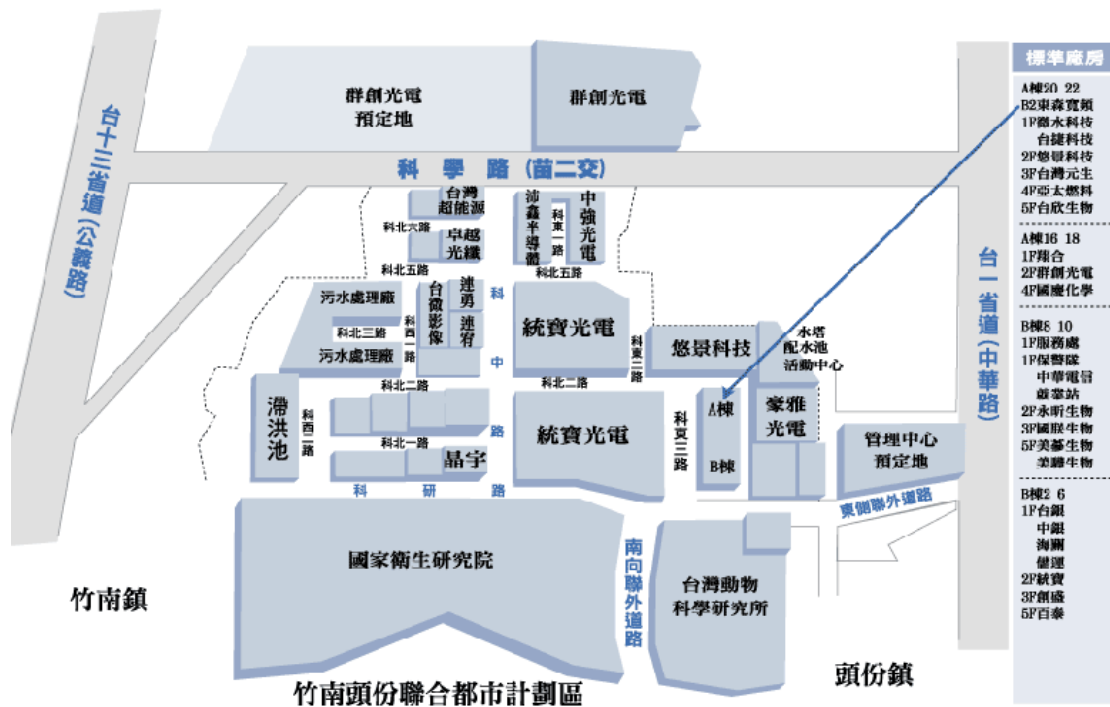 標準廠房
A棟20 22
B2東森寬頻
1F微水科技
台捷科技
2F悠景科技
3F台灣元生
4F亞太燃料
5F台欣生物
A棟16 18
1F翔合
2F群創光電
4F國慶化學
B棟8 10
1F服務處
1F保警隊
中華電信
2F永昕生物
3F國朕生物
5F美蓁生物
B棟2 6
1F台銀
中銀
海關
儲運
2F統寶
3F創盛
5F百泰
群創光電
預定地
群創光電
台十三省道(公義路)
科學路(苗二交)
台一省道(中華路)
台灣
超能源
科北六路
卓越
光纖
沛鑫半導體
科東一路
中強光電
科北五路
科北五路
污水處理廠
科北三路
污水處理廠
科西一路
台微影像
連勇
連宥
科中路
統寶光電
科東二路
悠景科技
水塔
配水池
活動中心
科北二路
科北二路
滯洪池
科西二路
科北一路
晶宇
統寶光電
科東三路
A棟
B棟
豪雅
光電
管理中心
預定地
科研路
東側聯外道路
國家衛生研究院
南向聯外道路
台灣動物
科學研究所
竹南鎮
頭份鎮
竹南頭份聯合都市計劃區